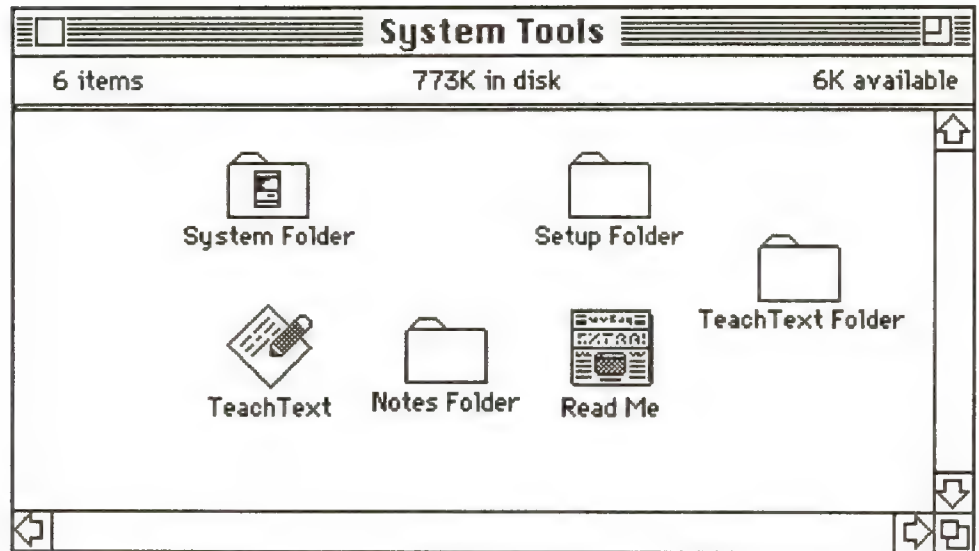 System Tools
6 items 773K in disk 6K available
System Folder
Setup Folder
TeachText Folder
TeachText
Notes Folder
Read Me
EXTRA!